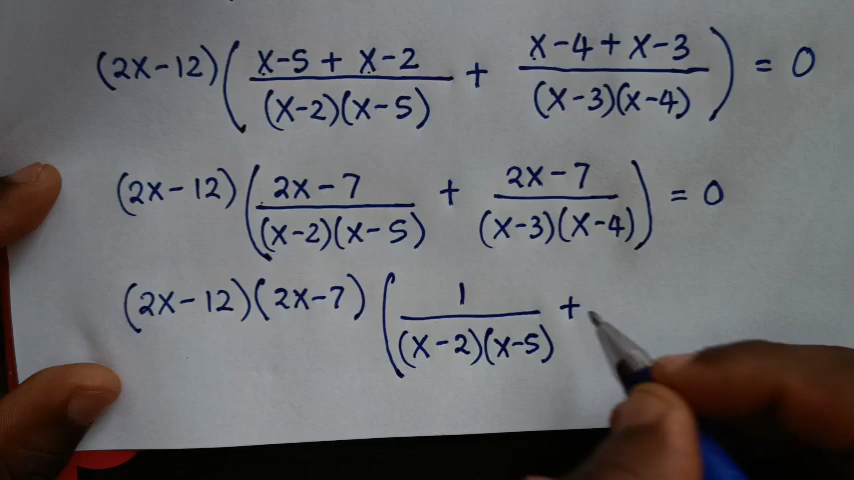 (2x-12)(x-5+x-2/(x-2)(x-5) + x-4+x-3/(x-3)(x-4)) = 0
(2x-12)(2x-7/(x-2)(x-5) + 2x-7/(x-3)(x-4)) = 0
(2x-12)(2x-7)(1/(x-2)(x-5) +